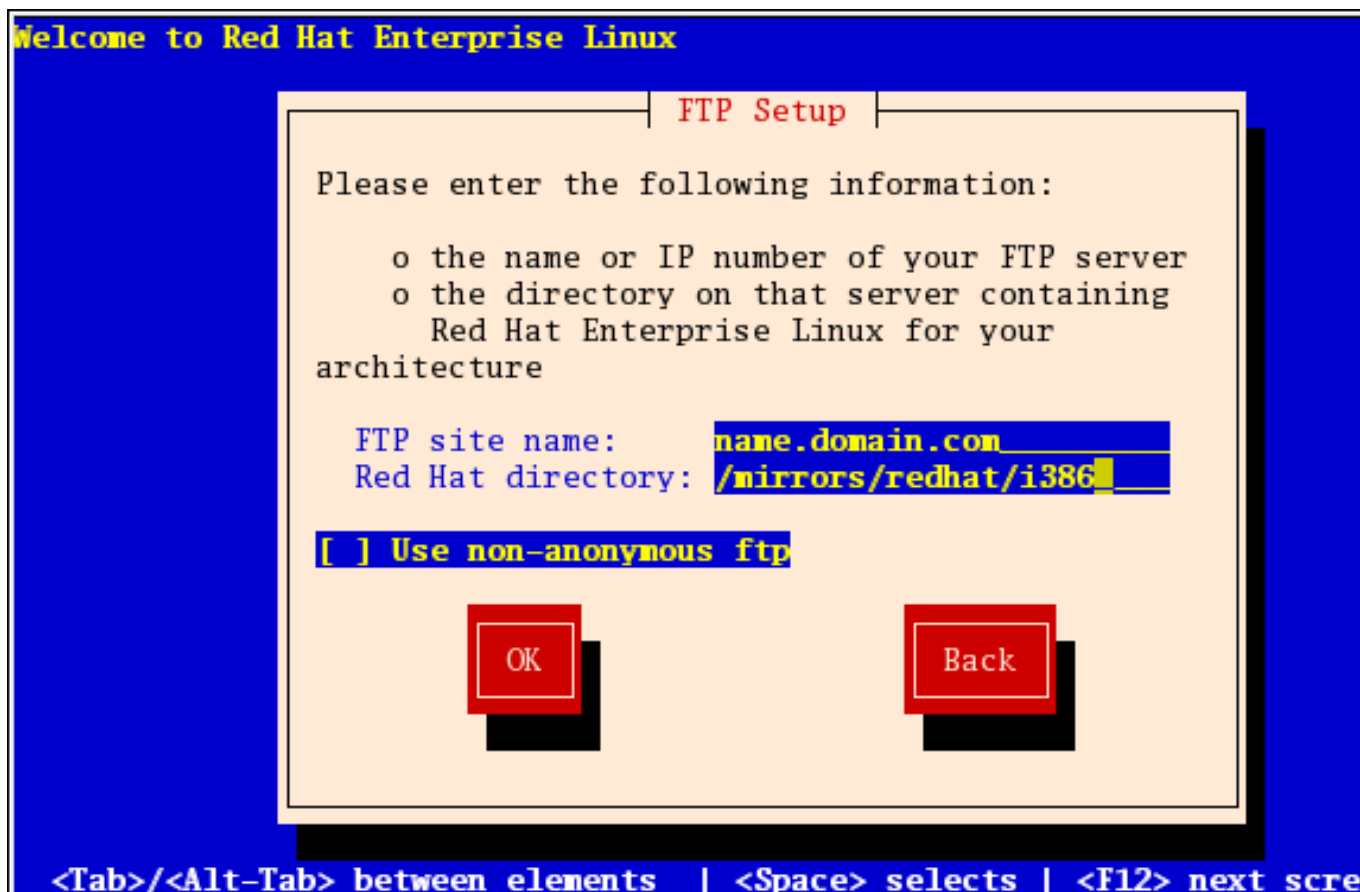 Welcome to Red Hat Enterprise Linux
FTP Setup
Please enter the following information:
o the name or IP number of your FTP server
o the directory on that server containing
Red Hat Enterprise Linux for your
architecture
FTP site name: name.domain.com
Red Hat directory: /mirrors/redhat/i386
[ ] Use non-anonymous ftp
OK Back
<Tab>/<Alt-Tab> between elements | <Space> selects | <F12> next scre